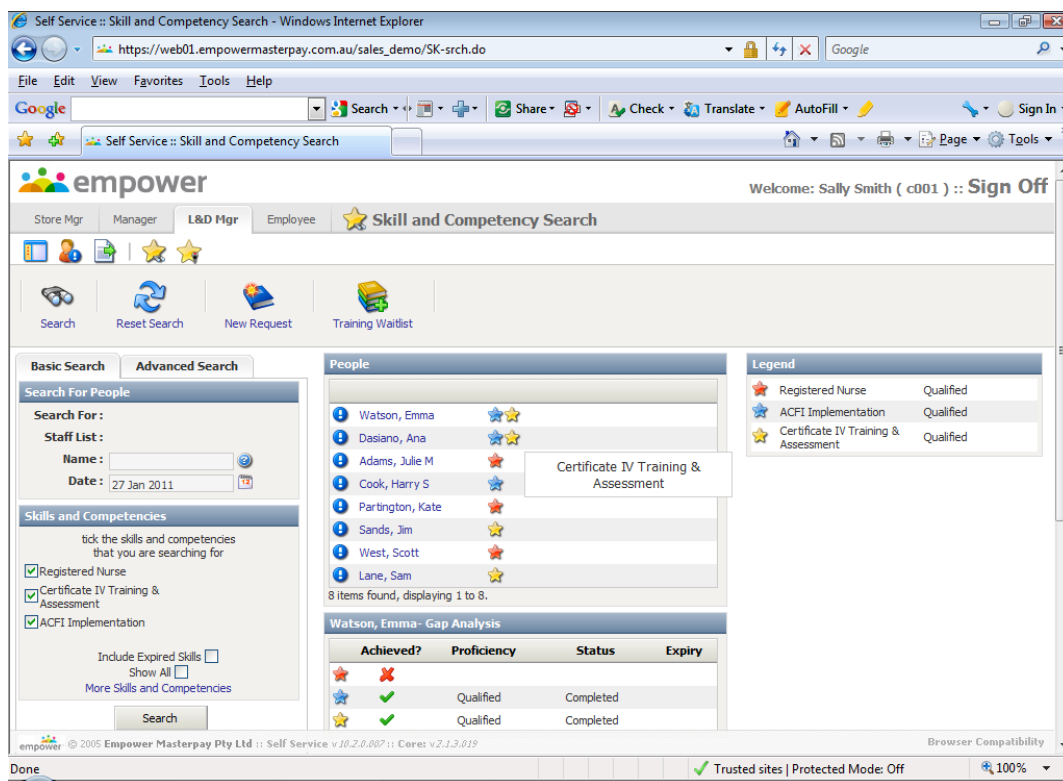 Self Service :: Skill and Competency Search - Windows Internet Explorer
https://web01.empowermasterpay.com.au/sales_demo/SK-srch.do
Google
File Edit View Favorites Tools Help
Google Search Share Check Translate AutoFill Sign In
Self Service :: Skill and Competency Search
Page Tools
empower
Welcome: Sally Smith ( c001 ) :: Sign Off
Store Mgr Manager L&D Mgr Employee Skill and Competency Search
Search Reset Search New Request Training Waitlist
Basic Search Advanced Search
Search For People
Search For :
Staff List :
Name :
Date : 27 Jan 2011
Skills and Competencies
tick the skills and competencies
that you are searching for
Registered Nurse
Certificate IV Training &
Assessment
ACFI Implementation
Include Expired Skills
Show All
More Skills and Competencies
Search
People
Watson, Emma
Dasiano, Ana
Adams, Julie M
Cook, Harry S
Partington, Kate
Sands, Jim
West, Scott
Lane, Sam
8 items found, displaying 1 to 8.
Certificate IV Training &
Assessment
Watson, Emma- Gap Analysis
Achieved? Proficiency Status Expiry
Qualified Completed
Qualified Completed
Legend
Registered Nurse Qualified
ACFI Implementation Qualified
Certificate IV Training &
Assessment Qualified
empower © 2005 Empower Masterpay Pty Ltd :: Self Service v 10.2.0.007 :: Core: v 2.1.3.019
Browser Compatibility
Done
Trusted sites | Protected Mode: Off 100%